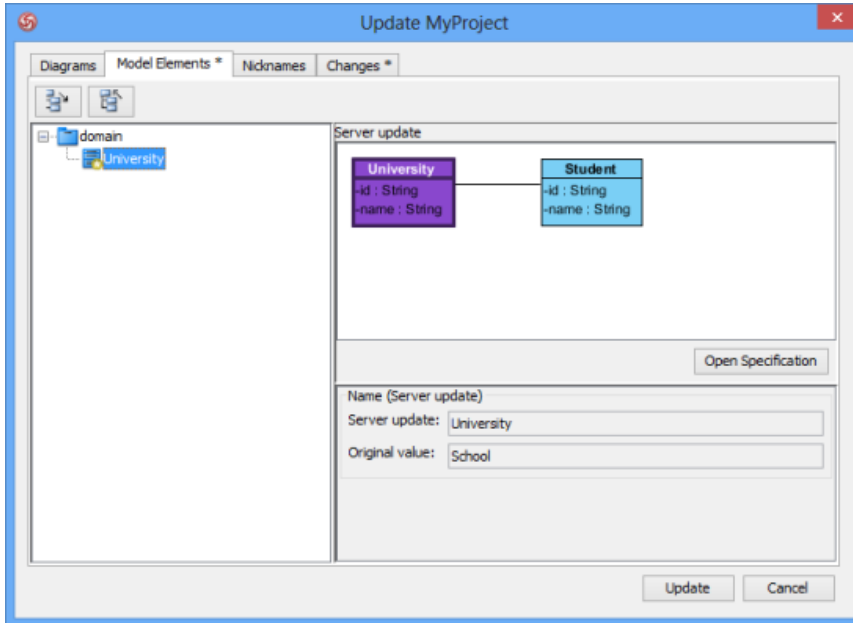 Update MyProject
Diagrams Model Elements * Nicknames Changes *
domain
University
Server update
University
-id : String
-name : String
Student
-id : String
-name : String
Open Specification
Name (Server update)
Server update: University
Original value: School
Update Cancel